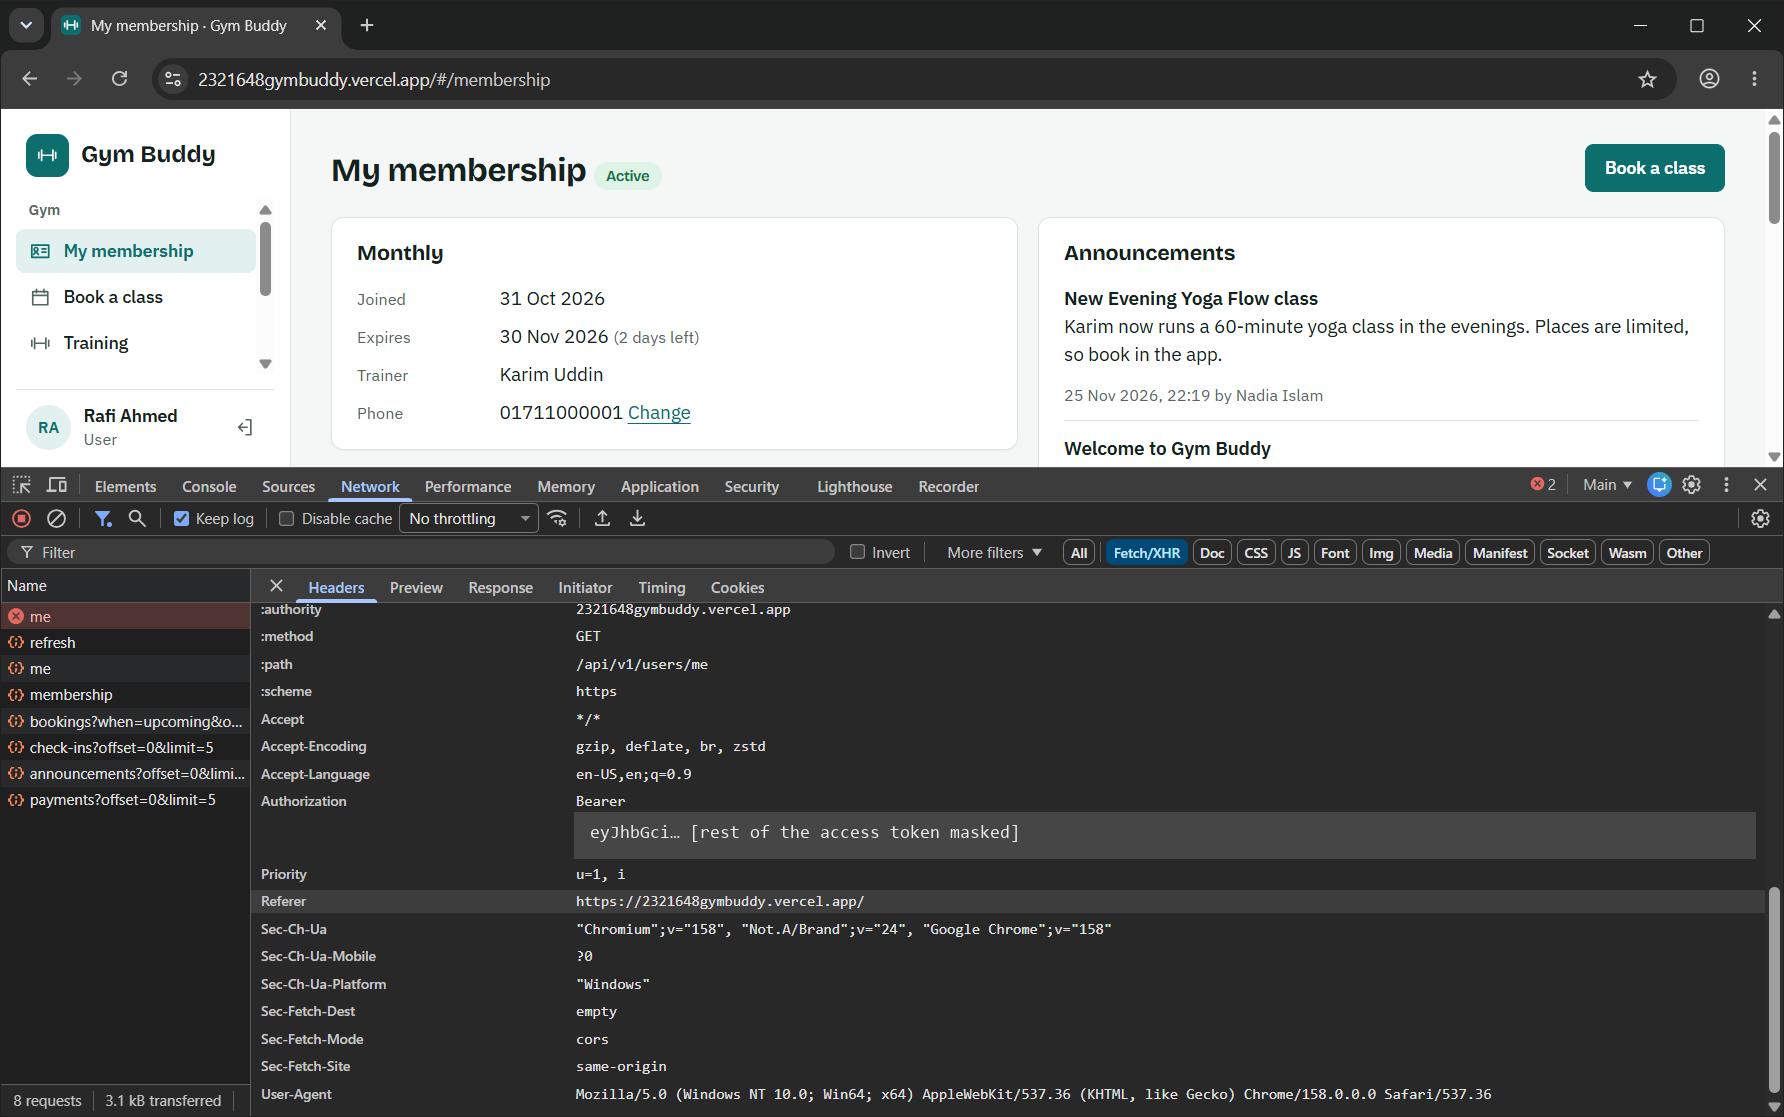 My membership · Gym Buddy
2321648gymbuddy.vercel.app/#/membership
Gym Buddy
Gym
My membership
Book a class
Training
RA
Rafi Ahmed
User
My membership Active
Book a class
Monthly
Joined 31 Oct 2026
Expires 30 Nov 2026 (2 days left)
Trainer Karim Uddin
Phone 01711000001 Change
Announcements
New Evening Yoga Flow class
Karim now runs a 60-minute yoga class in the evenings. Places are limited,
so book in the app.
25 Nov 2026, 22:19 by Nadia Islam
Welcome to Gym Buddy
Elements Console Sources Network Performance Memory Application Security Lighthouse Recorder 2 Main
Keep log Disable cache No throttling
Filter Invert More filters All Fetch/XHR Doc CSS JS Font Img Media Manifest Socket Wasm Other
Name
me
refresh
me
membership
bookings?when=upcoming&o...
check-ins?offset=0&limit=5
announcements?offset=0&limi...
payments?offset=0&limit=5
8 requests 3.1 kB transferred
Headers Preview Response Initiator Timing Cookies
:authority 2321648gymbuddy.vercel.app
:method GET
:path /api/v1/users/me
:scheme https
Accept */*
Accept-Encoding gzip, deflate, br, zstd
Accept-Language en-US,en;q=0.9
Authorization Bearer
eyJhbGci… [rest of the access token masked]
Priority u=1, i
Referer https://2321648gymbuddy.vercel.app/
Sec-Ch-Ua "Chromium";v="158", "Not.A/Brand";v="24", "Google Chrome";v="158"
Sec-Ch-Ua-Mobile ?0
Sec-Ch-Ua-Platform "Windows"
Sec-Fetch-Dest empty
Sec-Fetch-Mode cors
Sec-Fetch-Site same-origin
User-Agent Mozilla/5.0 (Windows NT 10.0; Win64; x64) AppleWebKit/537.36 (KHTML, like Gecko) Chrome/158.0.0.0 Safari/537.36